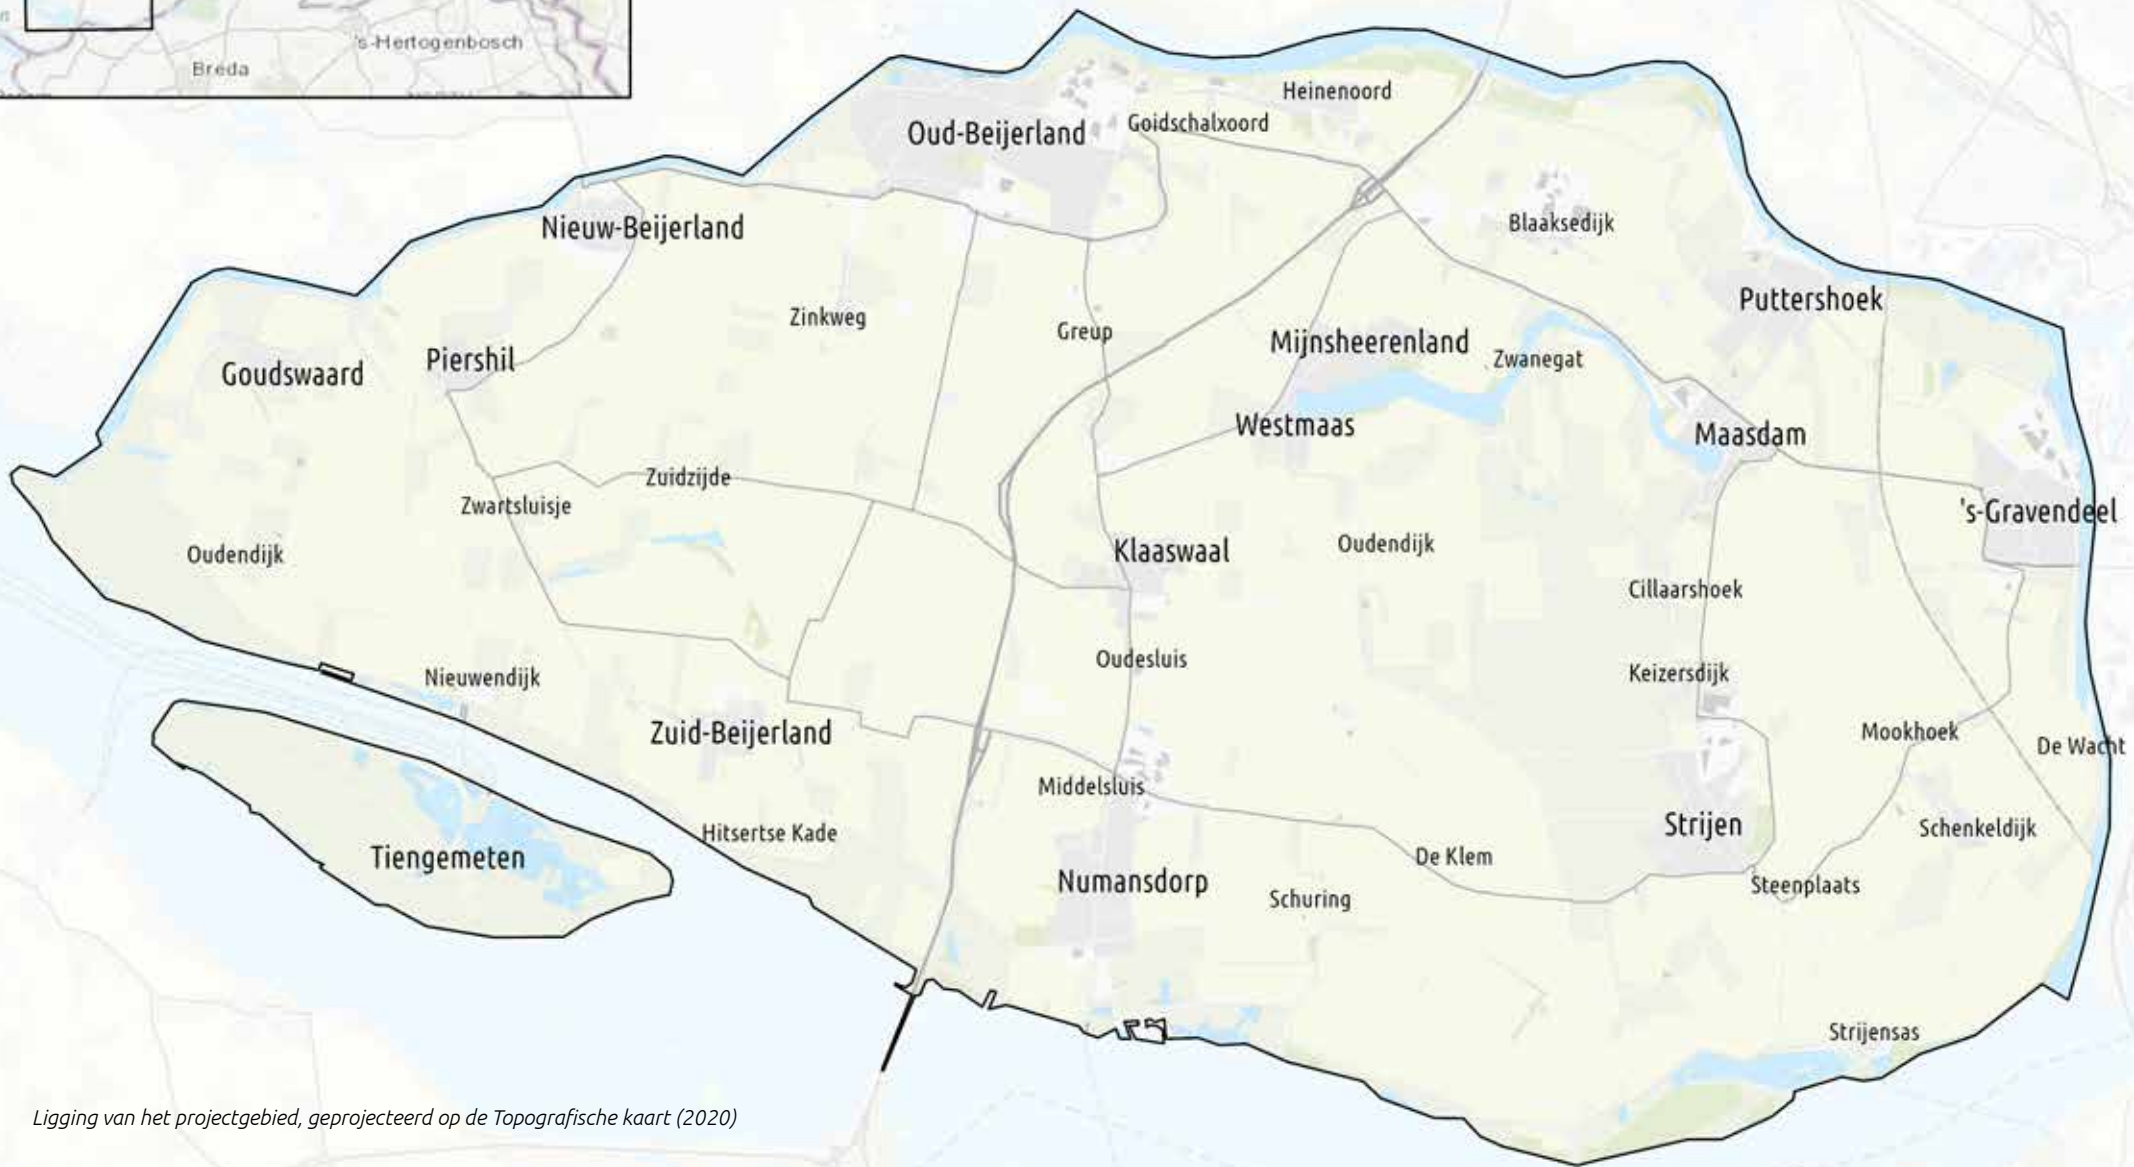 's-Hertogenbosch
Breda
Heinenoord
Goidschalxoord
Oud-Beijerland
Blaaksedijk
Nieuw-Beijerland
Puttershoek
Zinkweg
Greup
Mijnsheerenland
Zwanegat
Piershil
Goudswaard
Westmaas
Maasdam
Zuidzijde
Zwartsluisje
's-Gravendeel
Oudendijk
Klaaswaal
Oudendijk
Cillaarshoek
Oudesluis
Keizersdijk
Nieuwendijk
Zuid-Beijerland
Mookhoek
De Wacht
Middelsluis
Hitsertse Kade
Strijen
Schenkeldijk
Tiengemeten
De Klem
Numansdorp
Schuring
Steenplaats
Strijensas
Ligging van het projectgebied, geprojecteerd op de Topografische kaart (2020)